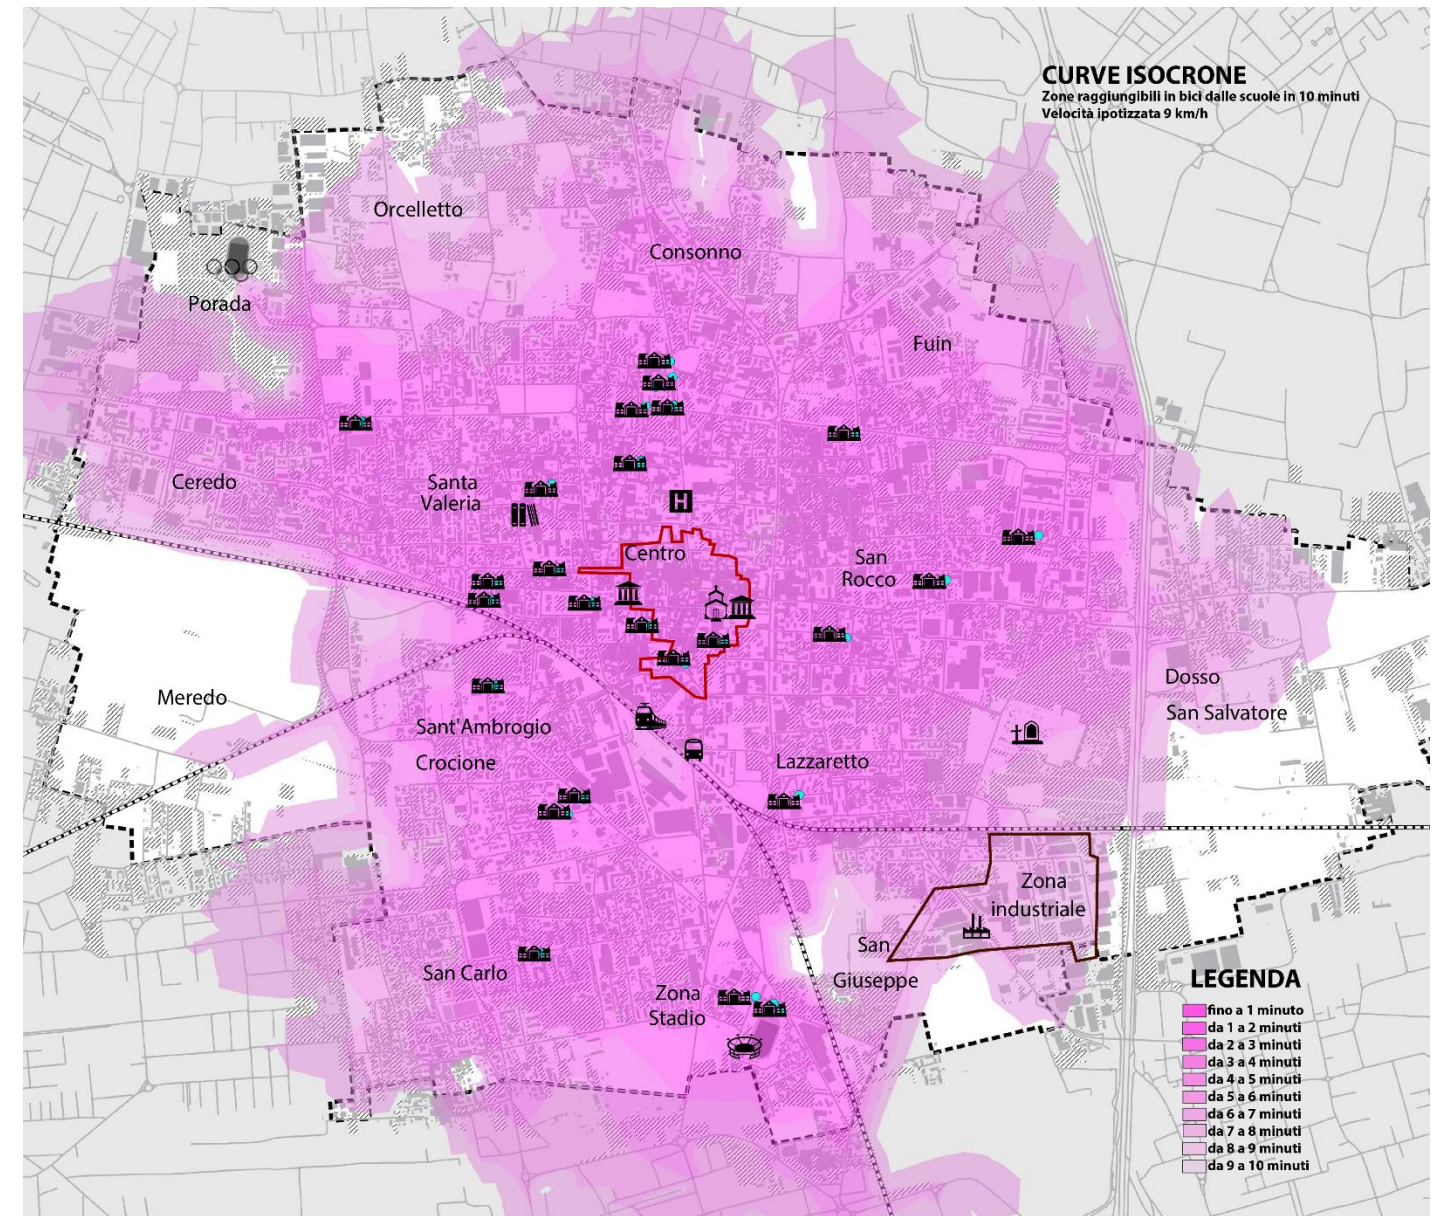 CURVE ISOCRONE
Zone raggiungibili in bici dalle scuole in 10 minuti
Velocità ipotizzata 9 km/h
Orcelletto
Consonno
Porada
Fuin
Ceredo
Santa
Valeria
H
Centro
San
Rocco
Meredo
Dosso
San Salvatore
Sant'Ambrogio
Crocione
Lazzaretto
Zona
industriale
San
Giuseppe
San Carlo
Zona
Stadio
LEGENDA
fino a 1 minuto
da 1 a 2 minuti
da 2 a 3 minuti
da 3 a 4 minuti
da 4 a 5 minuti
da 5 a 6 minuti
da 6 a 7 minuti
da 7 a 8 minuti
da 8 a 9 minuti
da 9 a 10 minuti